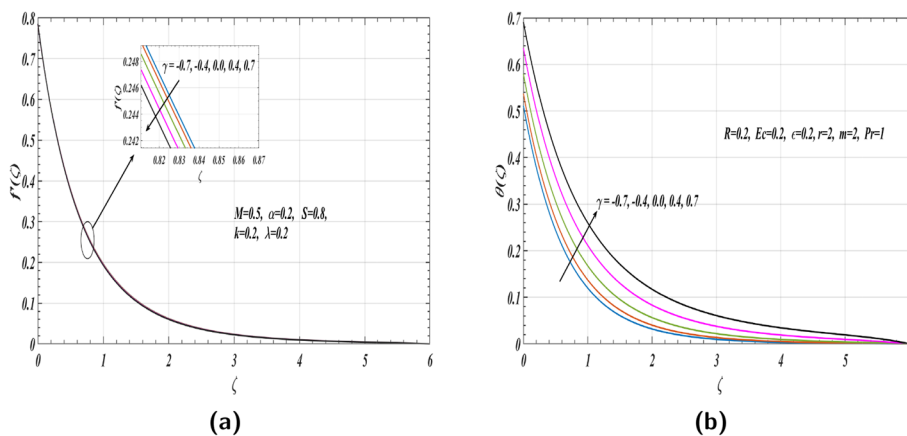 0.8
0.7
0.6
0.5
0.4
0.3
0.2
0.1
0
f'(ζ)
0 1 2 3 4 5 6
ζ
0.248
0.246
0.244
0.242
f'(ζ)
γ = -0.7, -0.4, 0.0, 0.4, 0.7
0.82 0.83 0.84 0.85 0.86 0.87
ζ
M=0.5, α=0.2, S=0.8,
k=0.2, λ=0.2
(a)
0.7
0.6
0.5
0.4
0.3
0.2
0.1
0
θ(ζ)
R=0.2, Ec=0.2, ϵ=0.2, r=2, m=2, Pr=1
γ = -0.7, -0.4, 0.0, 0.4, 0.7
0 1 2 3 4 5
ζ
(b)